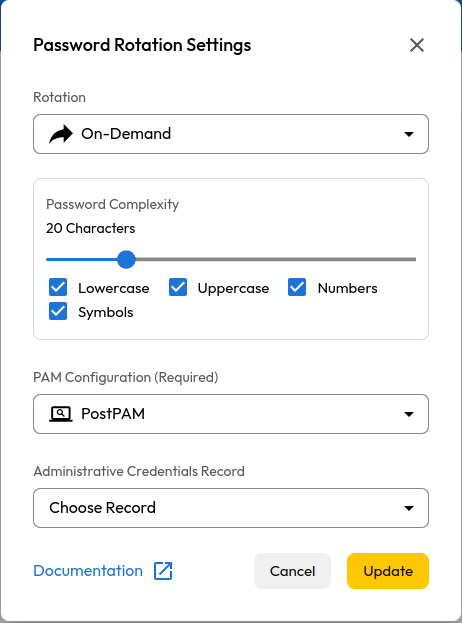 Password Rotation Settings
Rotation
On-Demand
Password Complexity
20 Characters
Lowercase Uppercase Numbers
Symbols
PAM Configuration (Required)
PostPAM
Administrative Credentials Record
Choose Record
Documentation Cancel Update